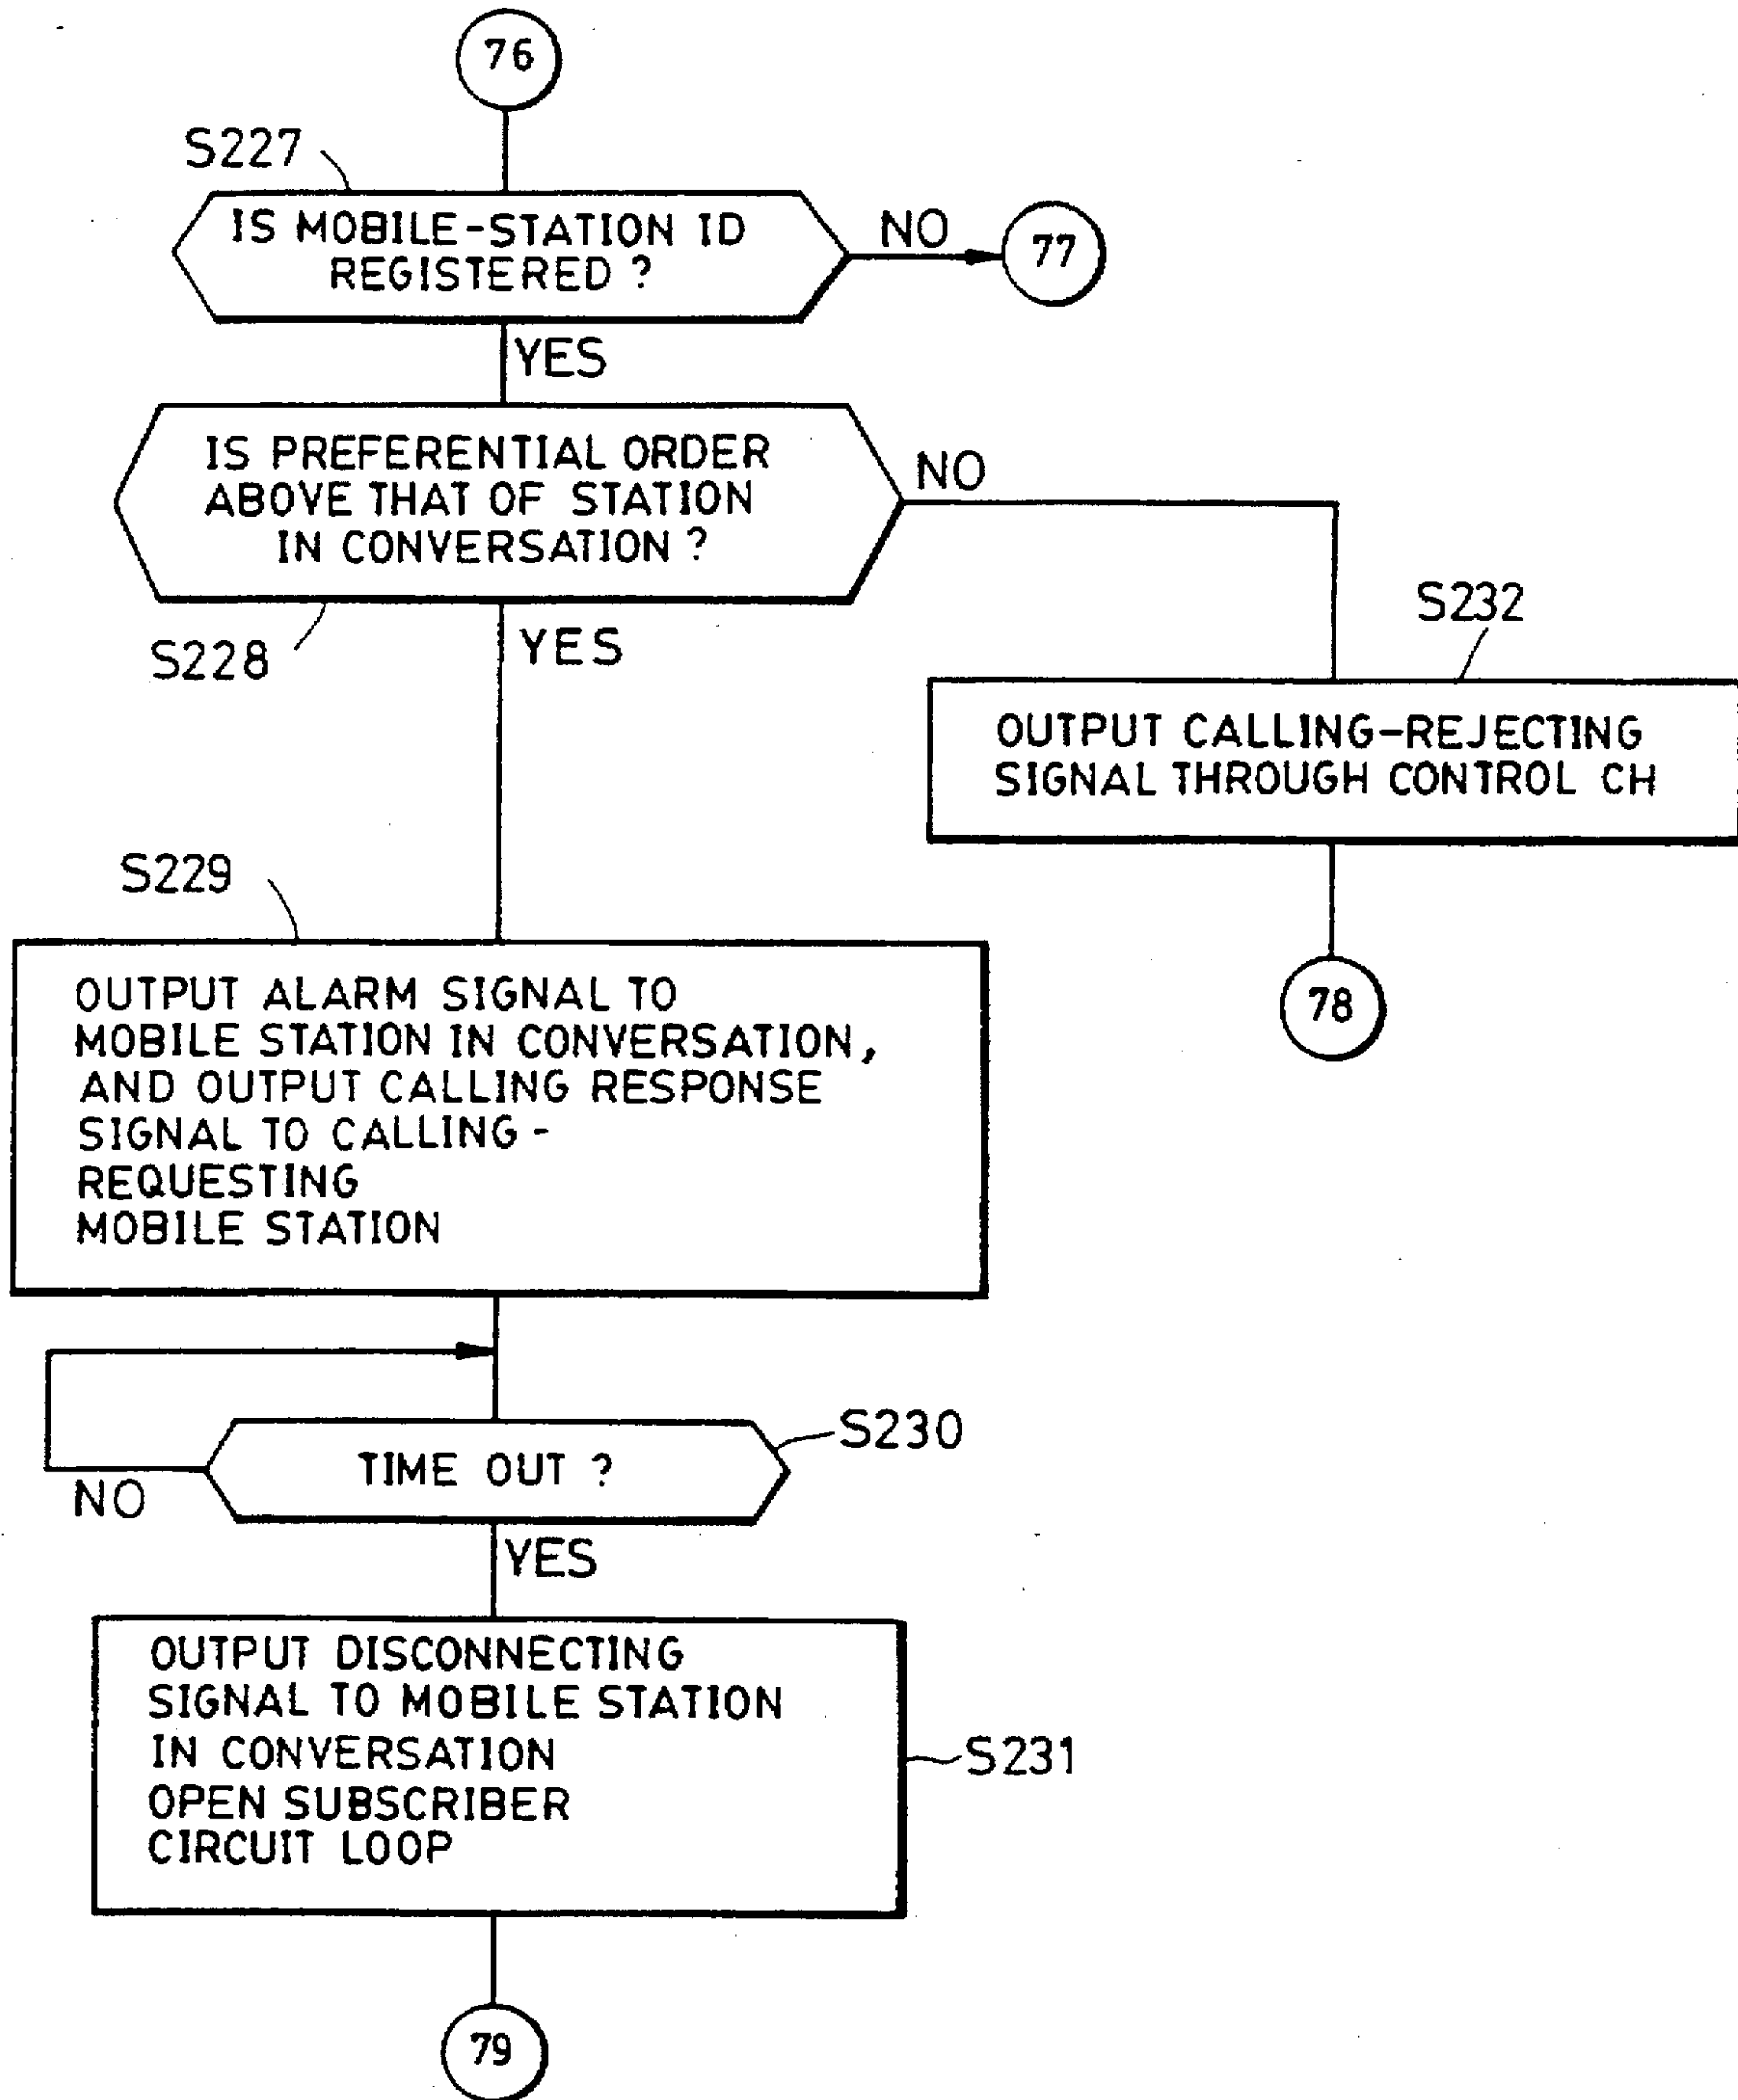 76
S227
IS MOBILE-STATION ID
REGISTERED ?
NO
77
YES
IS PREFERENTIAL ORDER
ABOVE THAT OF STATION
IN CONVERSATION ?
NO
S228
YES
S232
OUTPUT CALLING-REJECTING
SIGNAL THROUGH CONTROL CH
78
S229
OUTPUT ALARM SIGNAL TO
MOBILE STATION IN CONVERSATION,
AND OUTPUT CALLING RESPONSE
SIGNAL TO CALLING -
REQUESTING
MOBILE STATION
TIME OUT ?
S230
NO
YES
OUTPUT DISCONNECTING
SIGNAL TO MOBILE STATION
IN CONVERSATION
OPEN SUBSCRIBER
CIRCUIT LOOP
S231
79